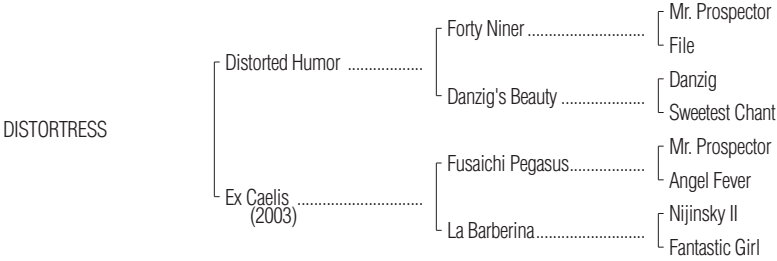 Mr. Prospector
Forty Niner ............................
File
Distorted Humor ..................
Danzig
Danzig's Beauty ....................
Sweetest Chant
DISTORTRESS
Mr. Prospector
Fusaichi Pegasus..................
Angel Fever
Ex Caelis ..............................
(2003)
Nijinsky II
La Barberina..........................
Fantastic Girl